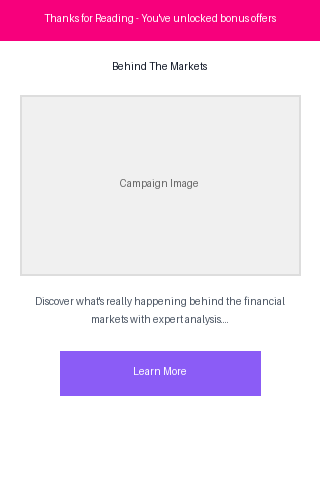 Thanks for Reading - You've unlocked bonus offers
Behind The Markets
Campaign Image
Discover what's really happening behind the financial
markets with expert analysis....
Learn More